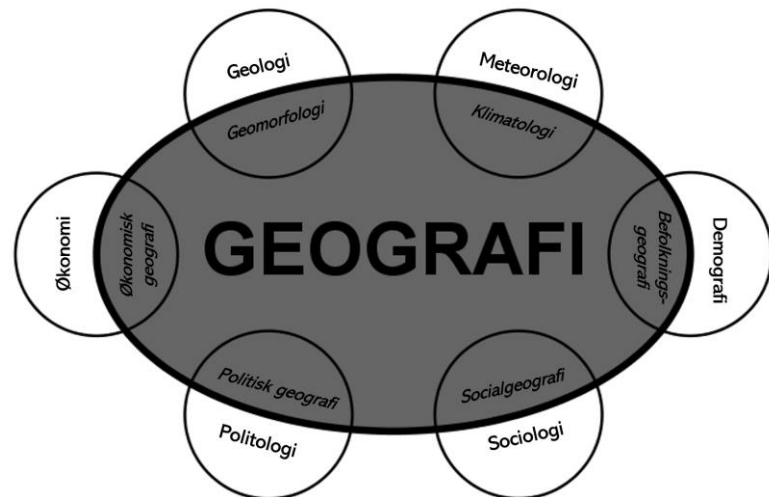 Geologi
Meteorologi
Geomorfologi
Klimatologi
Økonomi
Økonomisk
geografi
GEOGRAFI
Befolknings-
geografi
Demografi
Politisk geografi
Socialgeografi
Politologi
Sociologi